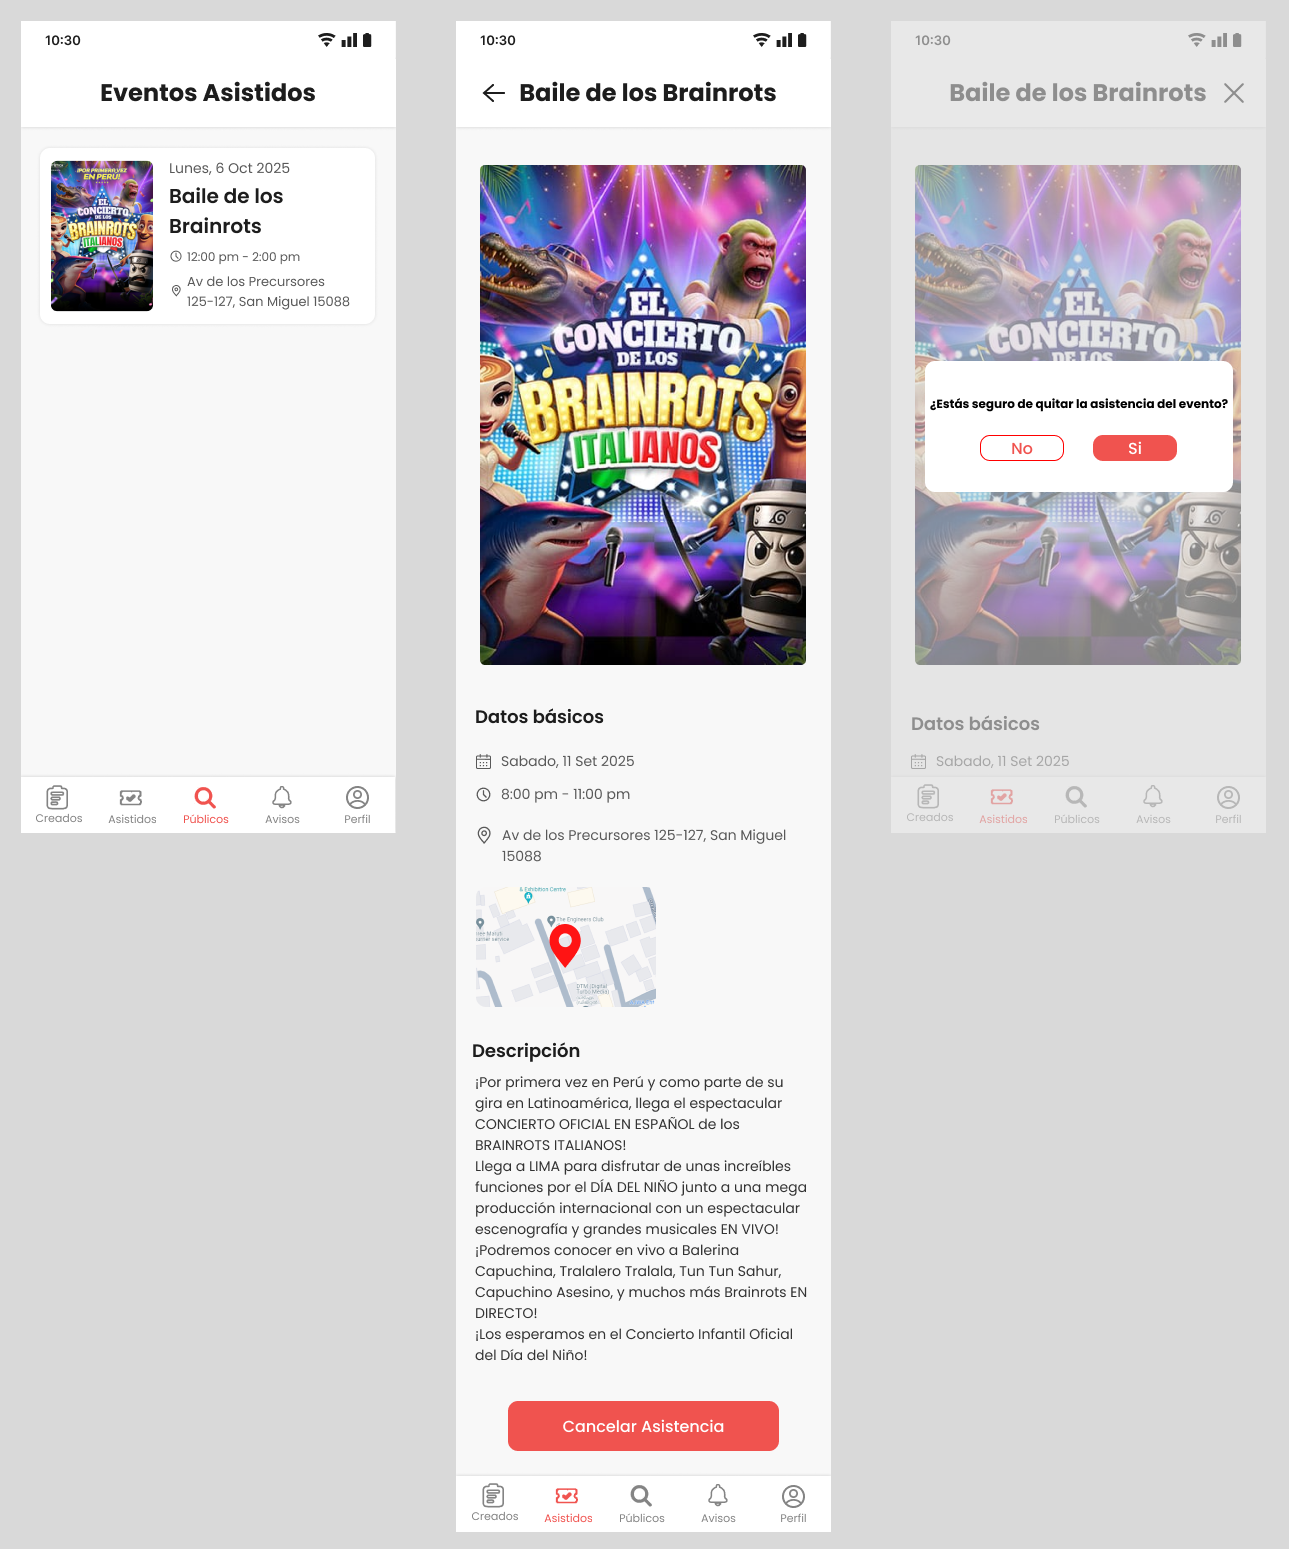 10:30
Eventos Asistidos
¡POR PRIMERA VEZ
EN PERÚ!
EL
CONCIERTO
DE LOS
BRAINROTS
ITALIANOS
Lunes, 6 Oct 2025
Baile de los
Brainrots
12:00 pm - 2:00 pm
Av de los Precursores
125-127, San Miguel 15088
Creados
Asistidos
Públicos
Avisos
Perfil
10:30
Baile de los Brainrots
EL
CONCIERTO
DE LOS
BRAINROTS
ITALIANOS
Datos básicos
Sabado, 11 Set 2025
8:00 pm - 11:00 pm
Av de los Precursores 125-127, San Miguel
15088
& Exhibition Centre
The Engineers Club
DTM (Digital
Descripción
¡Por primera vez en Perú y como parte de su
gira en Latinoamérica, llega el espectacular
CONCIERTO OFICIAL EN ESPAÑOL de los
BRAINROTS ITALIANOS!
Llega a LIMA para disfrutar de unas increíbles
funciones por el DÍA DEL NIÑO junto a una mega
producción internacional con un espectacular
escenografía y grandes musicales EN VIVO!
¡Podremos conocer en vivo a Balerina
Capuchina, Tralalero Tralala, Tun Tun Sahur,
Capuchino Asesino, y muchos más Brainrots EN
DIRECTO!
¡Los esperamos en el Concierto Infantil Oficial
del Día del Niño!
Cancelar Asistencia
Creados
Asistidos
Públicos
Avisos
Perfil
10:30
Baile de los Brainrots
EL
CONCIERTO
DE LOS
¿Estás seguro de quitar la asistencia del evento?
No
Si
Datos básicos
Sabado, 11 Set 2025
Creados
Asistidos
Públicos
Avisos
Perfil